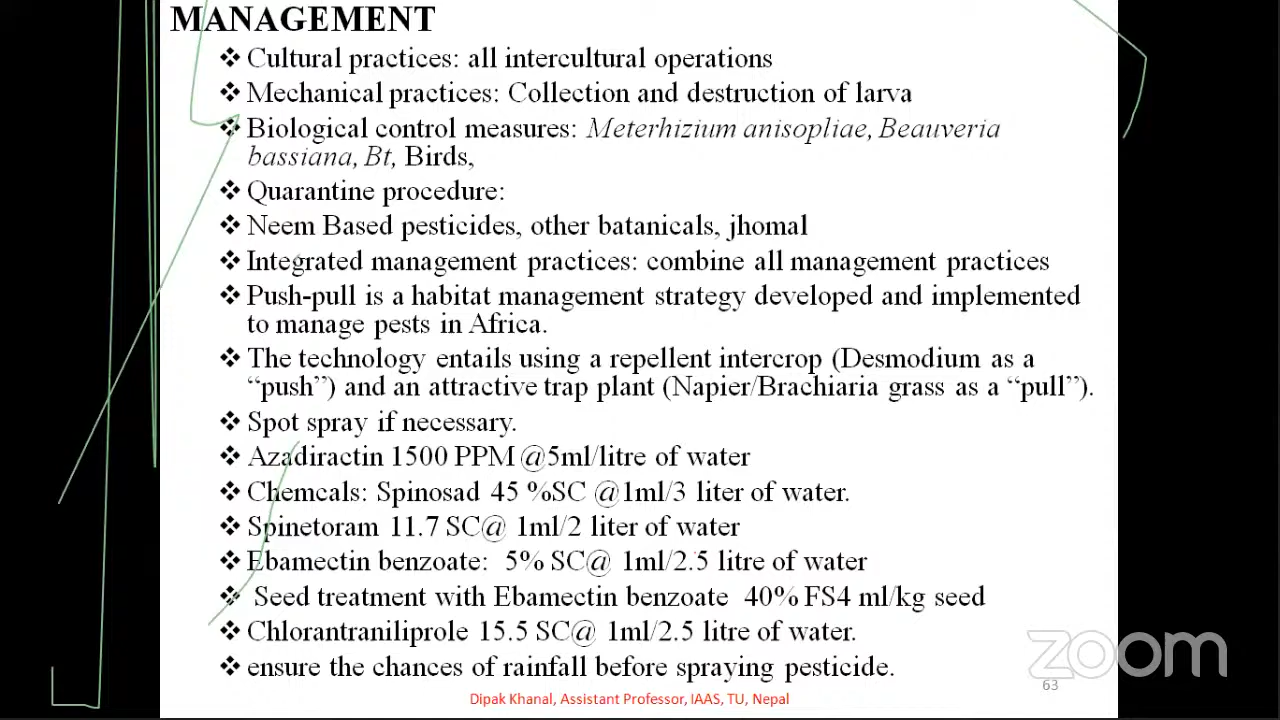 MANAGEMENT
❖ Cultural practices: all intercultural operations
❖ Mechanical practices: Collection and destruction of larva
❖ Biological control measures: Meterhizium anisopliae, Beauveria
bassiana, Bt, Birds,
❖ Quarantine procedure:
❖ Neem Based pesticides, other batanicals, jhomal
❖ Integrated management practices: combine all management practices
❖ Push-pull is a habitat management strategy developed and implemented
to manage pests in Africa.
❖ The technology entails using a repellent intercrop (Desmodium as a
“push”) and an attractive trap plant (Napier/Brachiaria grass as a “pull”).
❖ Spot spray if necessary.
❖ Azadiractin 1500 PPM @5ml/litre of water
❖ Chemcals: Spinosad 45 %SC @1ml/3 liter of water.
❖ Spinetoram 11.7 SC@ 1ml/2 liter of water
❖ Ebamectin benzoate: 5% SC@ 1ml/2.5 litre of water
❖ Seed treatment with Ebamectin benzoate 40% FS4 ml/kg seed
❖ Chlorantraniliprole 15.5 SC@ 1ml/2.5 litre of water.
❖ ensure the chances of rainfall before spraying pesticide.
zoom
63
Dipak Khanal, Assistant Professor, IAAS, TU, Nepal